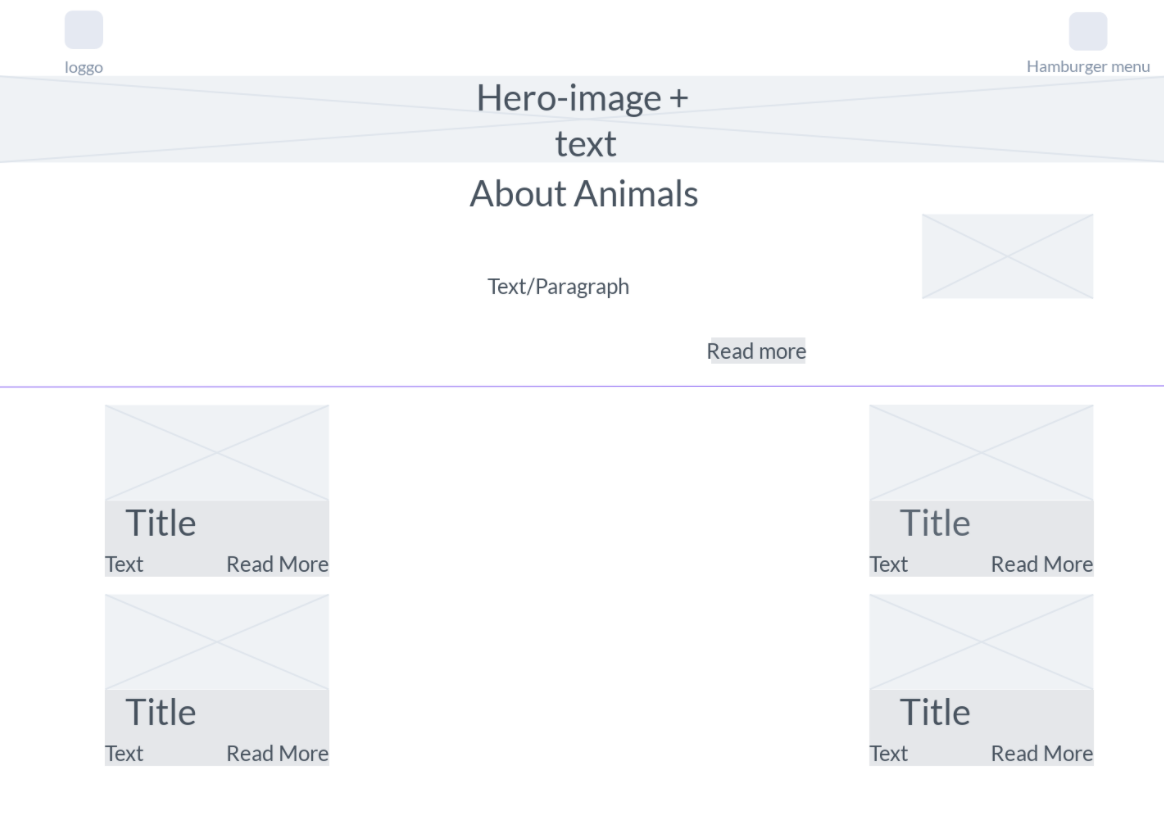 loggo
Hamburger menu
Hero-image +
text
About Animals
Text/Paragraph
Read more
Title
Text
Read More
Title
Text
Read More
Title
Text
Read More
Title
Text
Read More